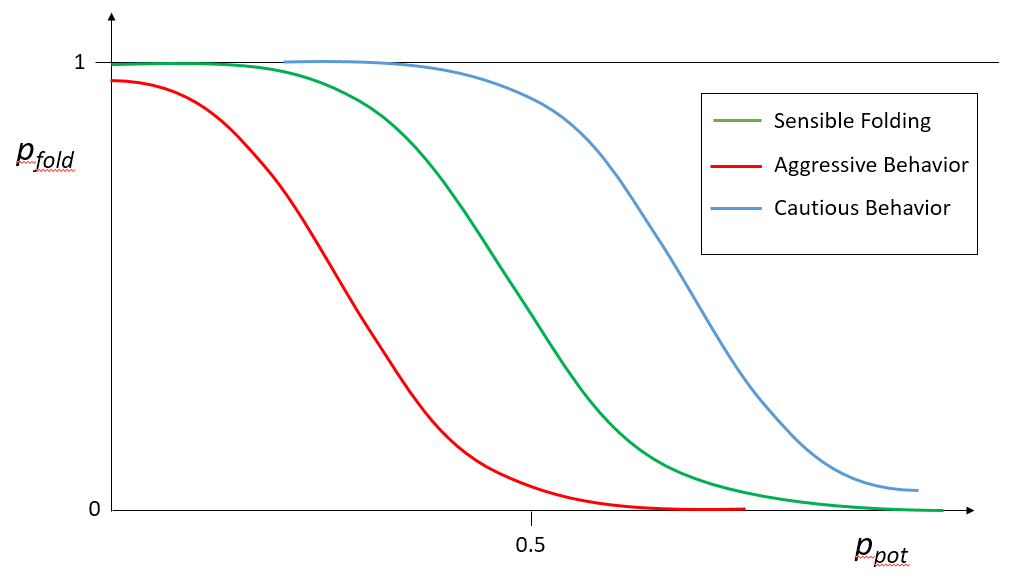 1
p_fold
Sensible Folding
Aggressive Behavior
Cautious Behavior
0
0.5
p_pot